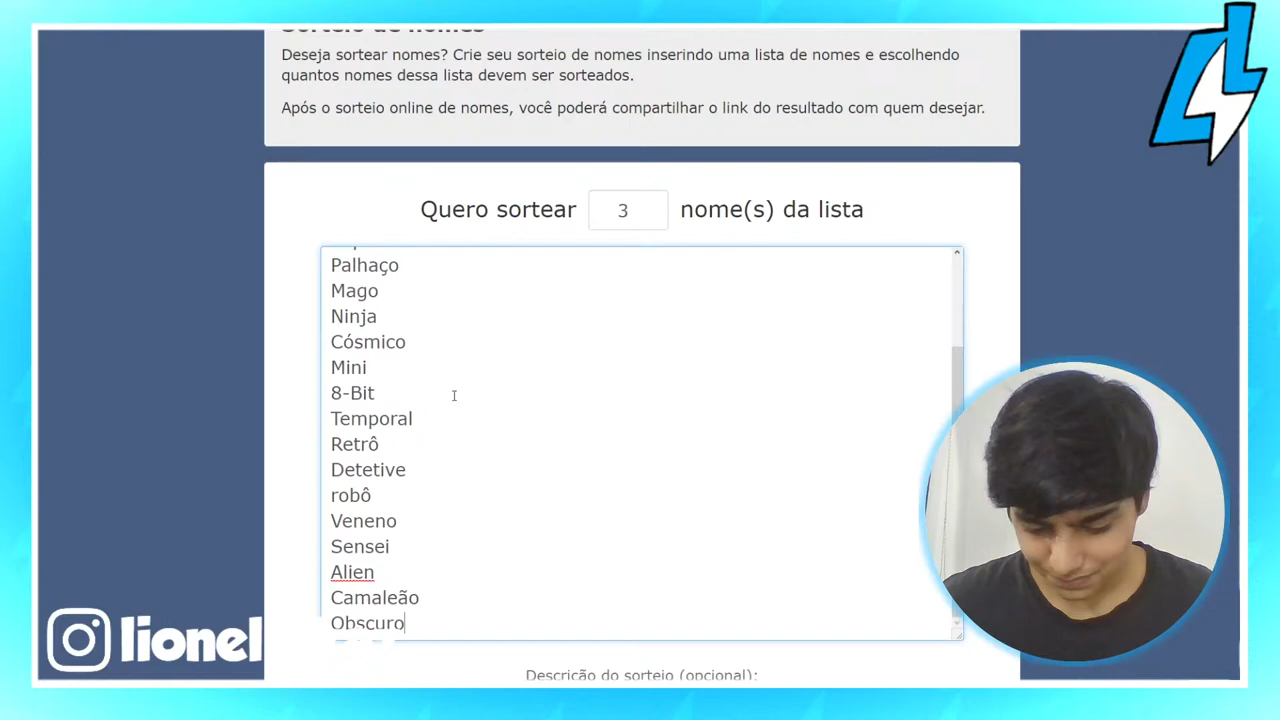 Sorteio de nomes
Deseja sortear nomes? Crie seu sorteio de nomes inserindo uma lista de nomes e escolhendo
quantos nomes dessa lista devem ser sorteados.
Após o sorteio online de nomes, você poderá compartilhar o link do resultado com quem desejar.
Quero sortear 3 nome(s) da lista
Palhaço
Mago
Ninja
Cósmico
Mini
8-Bit
Temporal
Retrô
Detetive
robô
Veneno
Sensei
Alien
Camaleão
Obscuro
lionel
Descrição do sorteio (opcional):